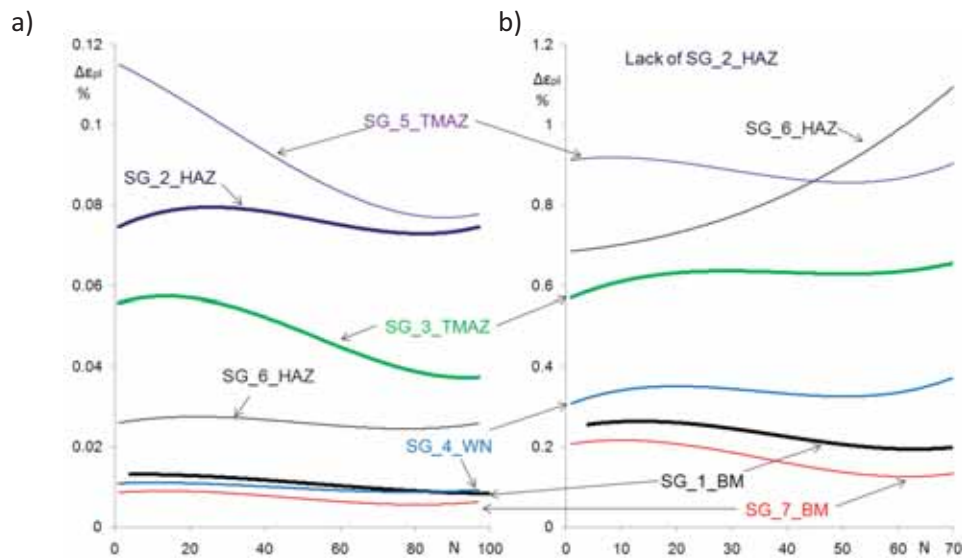 a)
b)
0.12
Δεpl
%
0.1
0.08
0.06
0.04
0.02
0
0 20 40 60 80 N 100
SG_5_TMAZ
SG_2_HAZ
SG_3_TMAZ
SG_6_HAZ
SG_4_WN
SG_1_BM
SG_7_BM
1.2
Δεpl
%
1
0.8
0.6
0.4
0.2
0
0 10 20 30 40 50 60 N 70
Lack of SG_2_HAZ
SG_6_HAZ